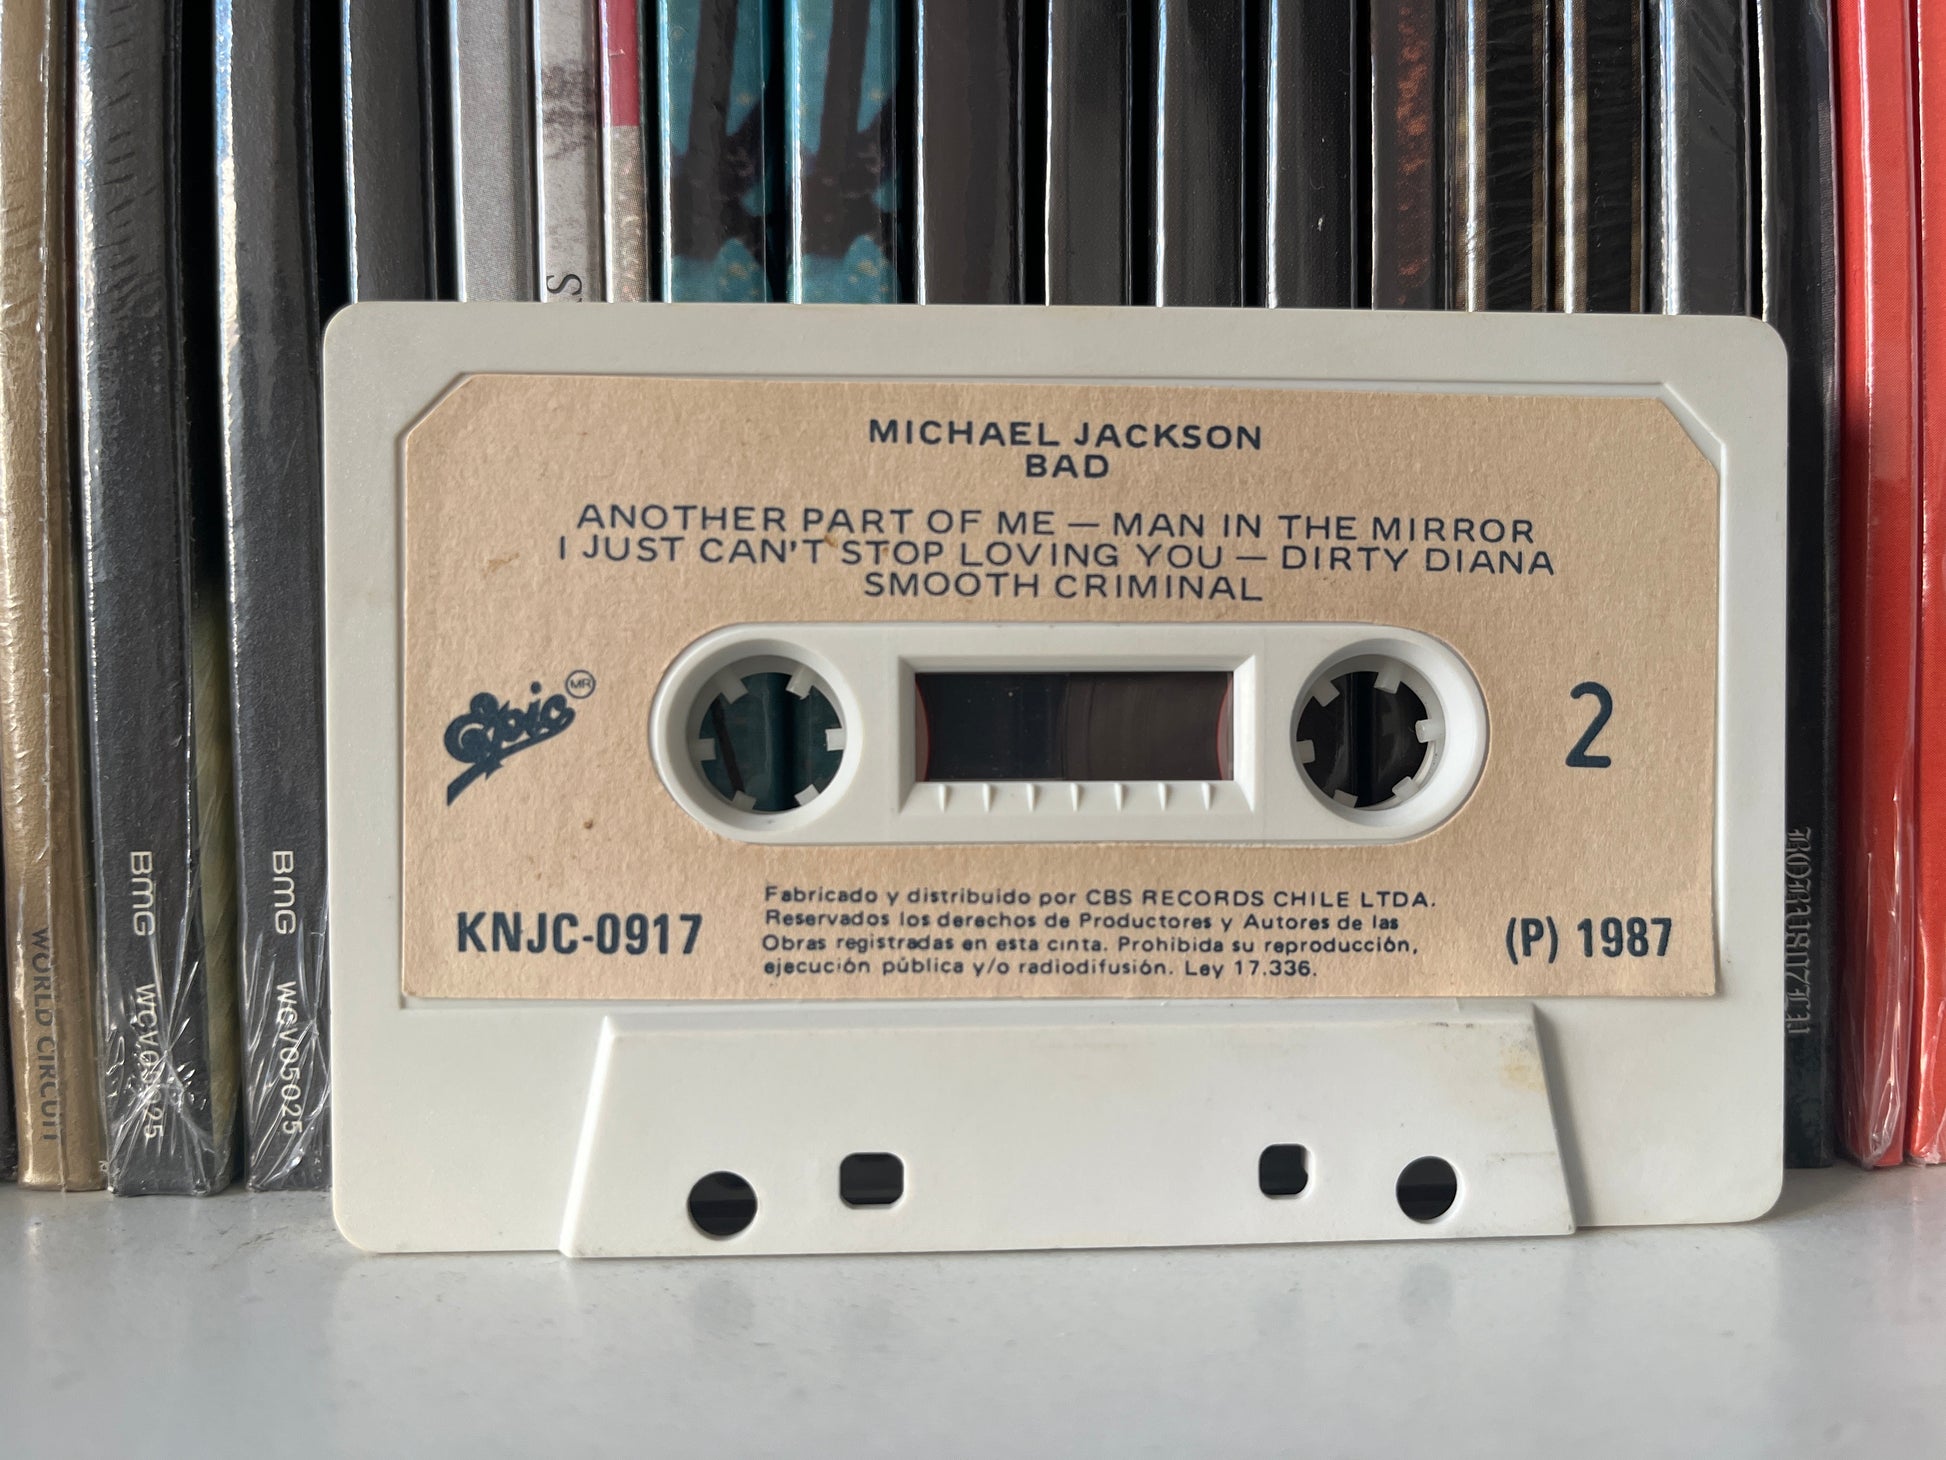 MICHAEL JACKSON
BAD
ANOTHER PART OF ME — MAN IN THE MIRROR
I JUST CAN'T STOP LOVING YOU — DIRTY DIANA
SMOOTH CRIMINAL
Epic MR
2
KNJC-0917
Fabricado y distribuido por CBS RECORDS CHILE LTDA.
Reservados los derechos de Productores y Autores de las
Obras registradas en esta cinta. Prohibida su reproducción,
ejecución pública y/o radiodifusión. Ley 17.336.
(P) 1987
WORLD CIRCUIT
BMG WCV05025
BMG WCV05025